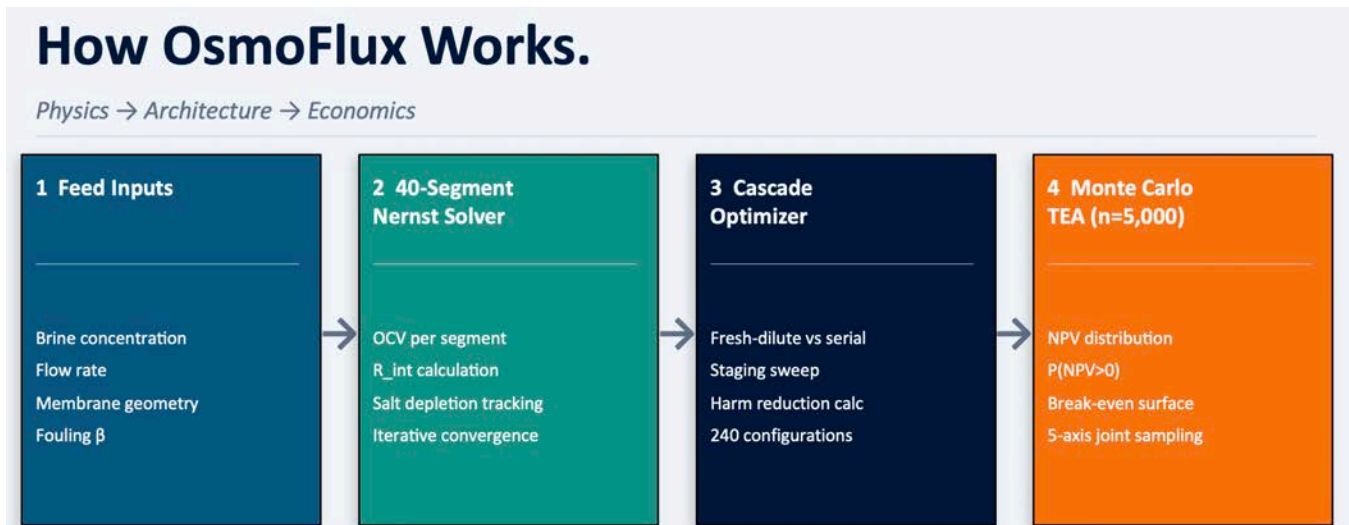 How OsmoFlux Works.
Physics → Architecture → Economics
1 Feed Inputs
Brine concentration
Flow rate
Membrane geometry
Fouling β
2 40-Segment
Nernst Solver
OCV per segment
R_int calculation
Salt depletion tracking
Iterative convergence
3 Cascade
Optimizer
Fresh-dilute vs serial
Staging sweep
Harm reduction calc
240 configurations
4 Monte Carlo
TEA (n=5,000)
NPV distribution
P(NPV>0)
Break-even surface
5-axis joint sampling